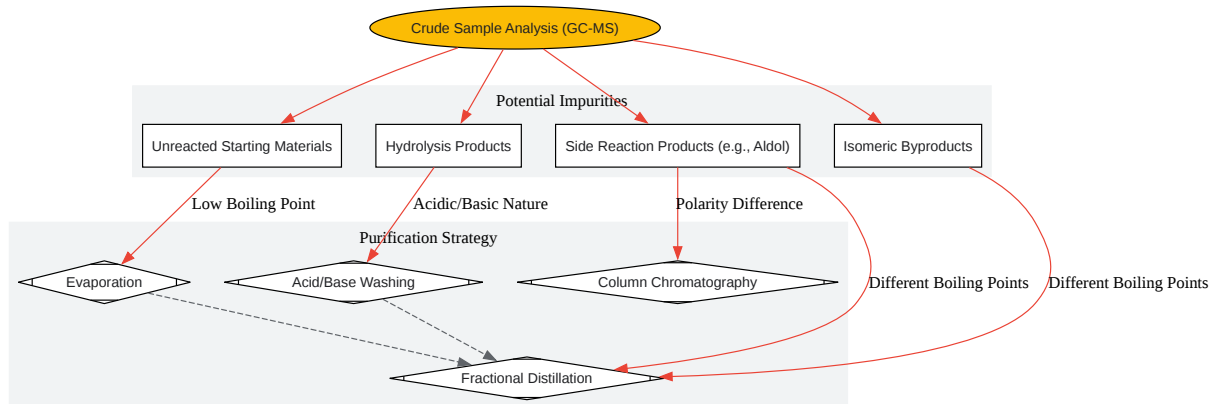 Crude Sample Analysis (GC-MS)
Potential Impurities
Unreacted Starting Materials
Hydrolysis Products
Side Reaction Products (e.g., Aldol)
Isomeric Byproducts
Low Boiling Point
Acidic/Basic Nature
Polarity Difference
Purification Strategy
Evaporation
Acid/Base Washing
Column Chromatography
Different Boiling Points
Different Boiling Points
Fractional Distillation